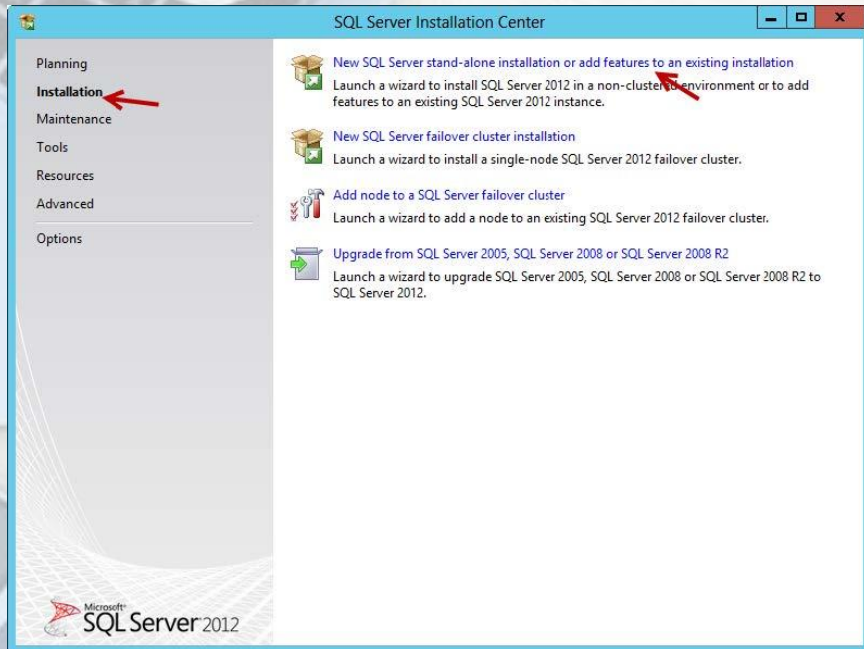 SQL Server Installation Center
Planning
Installation
Maintenance
Tools
Resources
Advanced
Options
New SQL Server stand-alone installation or add features to an existing installation
Launch a wizard to install SQL Server 2012 in a non-clustered environment or to add
features to an existing SQL Server 2012 instance.
New SQL Server failover cluster installation
Launch a wizard to install a single-node SQL Server 2012 failover cluster.
Add node to a SQL Server failover cluster
Launch a wizard to add a node to an existing SQL Server 2012 failover cluster.
Upgrade from SQL Server 2005, SQL Server 2008 or SQL Server 2008 R2
Launch a wizard to upgrade SQL Server 2005, SQL Server 2008 or SQL Server 2008 R2 to
SQL Server 2012.
Microsoft®
SQL Server 2012